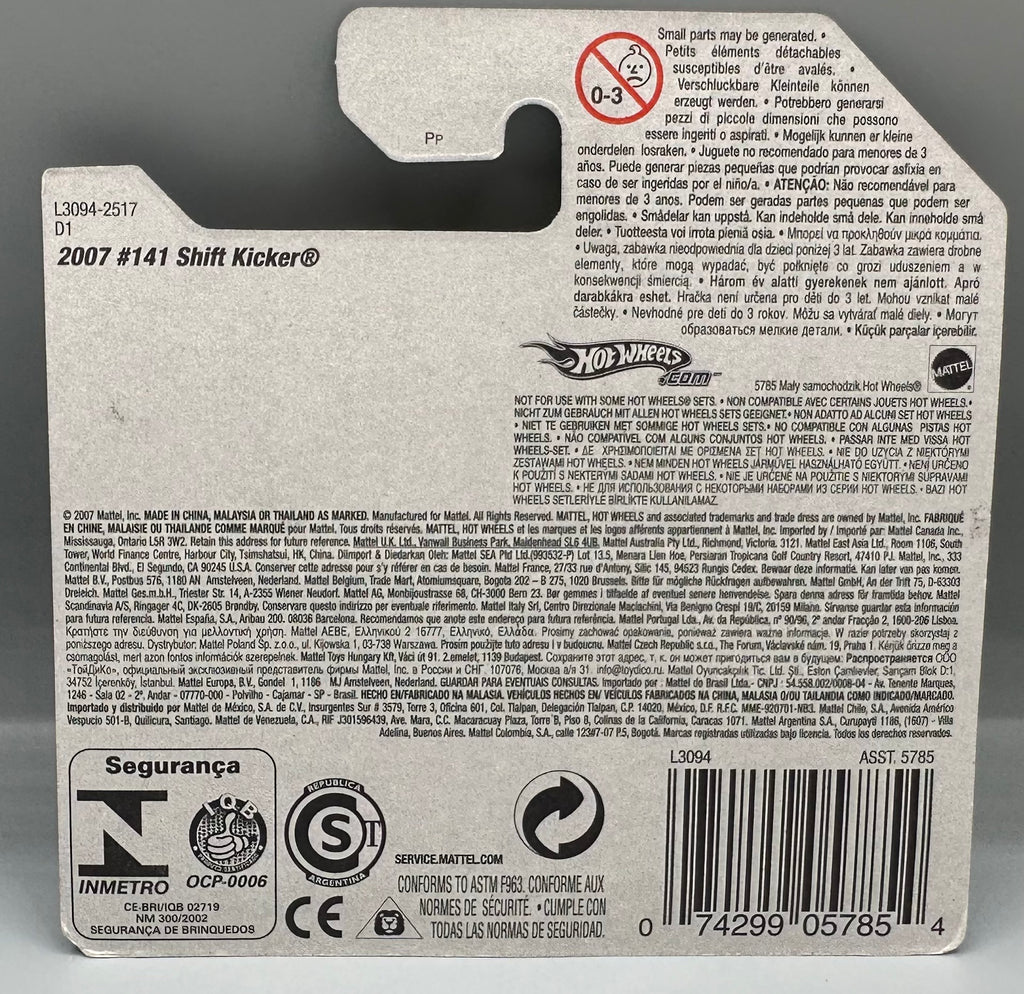 Small parts may be generated. •
Petits éléments détachables
susceptibles d'être avalés. •
Verschluckbare Kleinteile können
erzeugt werden. • Potrebbero generarsi
pezzi di piccole dimensioni che possono
essere ingeriti o aspirati. • Mogelijk kunnen er kleine
onderdelen losraken. • Juguete no recomendado para menores de 3
años. Puede generar piezas pequeñas que podrían provocar asfixia en
caso de ser ingeridas por el niño/a. • ATENÇÃO: Não recomendável para
menores de 3 anos. Podem ser geradas partes pequenas que podem ser
engolidas. • Smådelar kan uppstå. Kan indeholde små dele. Kan inneholde små
deler. • Tuotteesta voi irrota pieniä osia. • Μπορεί να προκληθούν μικρά κομμάτια.
• Uwaga, zabawka nieodpowiednia dla dzieci poniżej 3 lat. Zabawka zawiera drobne
elementy, które mogą wypadać, być połknięte co grozi uduszeniem a w
konsekwencji śmiercią. • Három év alatti gyerekenek nem ajánlott. Apró
darabkákra eshet. Hračka není určena pro děti do 3 let. Mohou vznikat malé
částečky. • Nevhodné pre deti do 3 rokov. Môžu sa vytvárať malé diely. • Могут
образоваться мелкие детали. • Küçük parçalar içerebilir.
0-3
PP
L3094-2517
D1
2007 #141 Shift Kicker®
HOT WHEELS
.COM™
5785 Mały samochodzik Hot Wheels®
MATTEL
NOT FOR USE WITH SOME HOT WHEELS® SETS. • NON COMPATIBLE AVEC CERTAINS JOUETS HOT WHEELS.•
NICHT ZUM GEBRAUCH MIT ALLEN HOT WHEELS SETS GEEIGNET.• NON ADATTO AD ALCUNI SET HOT WHEELS
• NIET TE GEBRUIKEN MET SOMMIGE HOT WHEELS SETS.• NO COMPATIBLE CON ALGUNAS PISTAS HOT
WHEELS. • NÃO COMPATÍVEL COM ALGUNS CONJUNTOS HOT WHEELS. • PASSAR INTE MED VISSA HOT
WHEELS-SET. • ΔΕ ΧΡΗΣΙΜΟΠΟΙΕΙΤΑΙ ΜΕ ΟΡΙΣΜΕΝΑ ΣΕΤ HOT WHEELS. • NIE DO UŻYCIA Z NIEKTÓRYMI
ZESTAWAMI HOT WHEELS. • NEM MINDEN HOT WHEELS JÁRMŰVEL HASZNÁLHATÓ EGYÜTT. • NENÍ URČENO
K POUŽITÍ S NĚKTERÝMI SADAMI HOT WHEELS. • NIE JE URČENÉ NA POUŽITIE S NIEKTORÝMI SÚPRAVAMI
HOT WHEELS. • НЕ ДЛЯ ИСПОЛЬЗОВАНИЯ С НЕКОТОРЫМИ НАБОРАМИ ИЗ СЕРИИ HOT WHEELS. • BAZI HOT
WHEELS SETLERİYLE BİRLİKTE KULLANILAMAZ.
© 2007 Mattel, Inc. MADE IN CHINA, MALAYSIA OR THAILAND AS MARKED. Manufactured for Mattel. All Rights Reserved. MATTEL, HOT WHEELS and associated trademarks and trade dress are owned by Mattel, Inc. FABRIQUÉ
EN CHINE, MALAISIE OU THAILANDE COMME MARQUÉ pour Mattel. Tous droits réservés. MATTEL, HOT WHEELS et les marques et les logos afférents appartiennent à Mattel, Inc. Imported by / Importé par: Mattel Canada Inc.,
Mississauga, Ontario L5R 3W2. Retain this address for future reference. Mattel U.K. Ltd., Vanwall Business Park, Maidenhead SL6 4UB. Mattel Australia Pty Ltd., Richmond, Victoria. 3121. Mattel East Asia Ltd., Room 1106, South
Tower, World Finance Centre, Harbour City, Tsimshatsui, HK, China. Diimport & Diedarkan Oleh: Mattel SEA Ptd Ltd.(993532-P) Lot 13.5, Menara Lien Hoe, Persiaran Tropicana Golf Country Resort, 47410 PJ. Mattel, Inc. 333
Continental Blvd., El Segundo, CA 90245 U.S.A. Conserver cette adresse pour s'y référer en cas de besoin. Mattel France, 27/33 rue d'Antony, Silic 145, 94523 Rungis Cedex. Bewaar deze informatie. Kan later van pas komen.
Mattel B.V., Postbus 576, 1180 AN Amstelveen, Nederland. Mattel Belgium, Trade Mart, Atomiumsquare, Bogota 202 – B 275, 1020 Brussels. Bitte für mögliche Rückfragen aufbewahren. Mattel GmbH, An der Trift 75, D-63303
Dreieich. Mattel Ges.m.b.H., Triester Str. 14, A-2355 Wiener Neudorf. Mattel AG, Monbijoustrasse 68, CH-3000 Bern 23. Bør gemmes i tilfælde af eventuel senere henvendelse. Spara denna adress för framtida behov. Mattel
Scandinavia A/S, Ringager 4C, DK-2605 Brøndby. Conservare questo indirizzo per eventuale riferimento. Mattel Italy Srl, Centro Direzionale Maciachini, Via Benigno Crespi 19/C, 20159 Milano. Sírvanse guardar esta información
para futura referencia. Mattel España, S.A., Aribau 200. 08036 Barcelona. Recomendamos que anote este endereço para futura referência. Mattel Portugal Lda., Av. da República, nº 90/96, 2º andar Fracção 2, 1600-206 Lisboa.
Κρατήστε την διεύθυνση για μελλοντική χρήση. Mattel AEBE, Ελληνικού 2 16777, Ελληνικό, Ελλάδα. Prosimy zachować opakowanie, ponieważ zawiera ważne informacje. W razie potrzeby skorzystaj z
poniższego adresu. Dystrybutor: Mattel Poland Sp. z o.o., ul. Kijowska 1, 03-738 Warszawa. Prosím použijte tuto adresu i v budoucnu. Mattel Czech Republic s.r.o., The Forum, Václavské nám. 19, Praha 1. Kérjük őrizze meg a
csomagolást, mert azon fontos információk szerepelnek. Mattel Toys Hungary Kft, Váci út 91. 2.emelet, 1139 Budapest. Сохраните этот адрес, т. к. он может пригодиться вам в будущем. Распространяется ООО
«ТойДиКо», официальный эксклюзивный представитель фирмы Mattel, Inc. в России и СНГ, 107076, Москва а/я 31. info@toydico.ru. Mattel Oyuncakçılık Tic. Ltd. Şti., Eston Çamlıevler, Sarıçam Blok D:1,
34752 İçerenköy, İstanbul. Mattel Europa, B.V., Gondel 1, 1186 MJ Amstelveen, Nederland. GUARDAR PARA EVENTUAIS CONSULTAS. Importado por : Mattel do Brasil Ltda.- CNPJ : 54.558.002/0008-04 - Av. Tenente Marques,
1246 - Sala 02 - 2º, Andar - 07770-000 - Polvilho - Cajamar - SP - Brasil. HECHO EN/FABRICADO NA MALASIA. VEHÍCULOS HECHOS EN/ VEÍCULOS FABRICADOS NA CHINA, MALASIA O/OU TAILANDIA COMO INDICADO/MARCADO.
Importado y distribuido por Mattel de México, S.A. de C.V., Insurgentes Sur # 3579, Torre 3, Oficina 601, Col. Tlalpan, Delegación Tlalpan, C.P. 14020, México, D.F. R.F.C. MME-920701-NB3. Mattel Chile, S.A., Avenida Américo
Vespucio 501-B, Quilicura, Santiago. Mattel de Venezuela, C.A., RIF J301596439, Ave. Mara, C.C. Macaracuay Plaza, Torre B, Piso 8, Colinas de la California, Caracas 1071. Mattel Argentina S.A., Curupaytí 1186, (1607) - Villa
Adelina, Buenos Aires. Mattel Colombia, S.A., calle 123#7-07 P.5, Bogotá. Marcas registradas utilizadas bajo licencia. Todos los derechos reservados.
Segurança
INMETRO
IQB
OCP-0006
CE-BRI/IQB 02719
NM 300/2002
SEGURANÇA DE BRINQUEDOS
REPUBLICA
S T
ARGENTINA
CE
SERVICE.MATTEL.COM
CONFORMS TO ASTM F963. CONFORME AUX
NORMES DE SÉCURITÉ. • CUMPLE CON
TODAS LAS NORMAS DE SEGURIDAD.
L3094 ASST. 5785
0 74299 05785 4